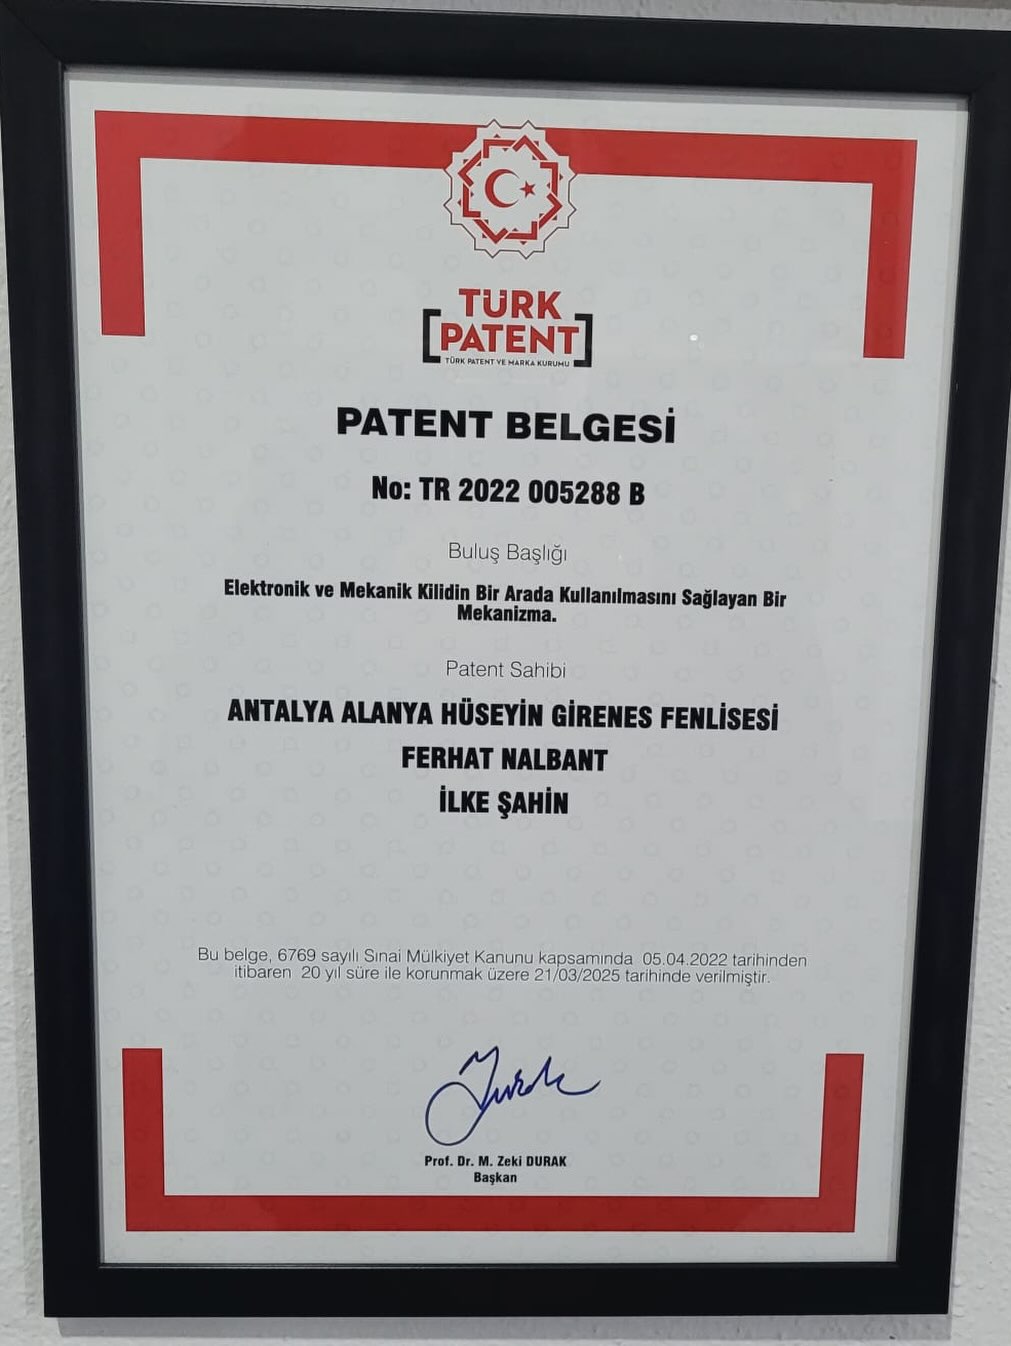 TÜRK
PATENT
TÜRK PATENT VE MARKA KURUMU
PATENT BELGESİ
No: TR 2022 005288 B
Buluş Başlığı
Elektronik ve Mekanik Kilidin Bir Arada Kullanılmasını Sağlayan Bir
Mekanizma.
Patent Sahibi
ANTALYA ALANYA HÜSEYİN GİRENES FENLİSESİ
FERHAT NALBANT
İLKE ŞAHİN
Bu belge, 6769 sayılı Sınai Mülkiyet Kanunu kapsamında 05.04.2022 tarihinden
itibaren 20 yıl süre ile korunmak üzere 21/03/2025 tarihinde verilmiştir.
Prof. Dr. M. Zeki DURAK
Başkan